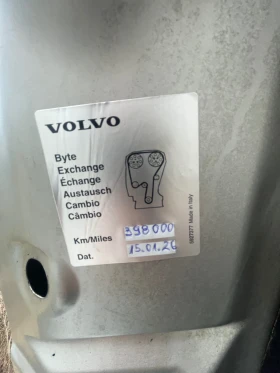 VOLVO
Byte
Exchange
Échange
Austausch
Cambio
Câmbio
Km/Miles 398000
Dat. 15.01.26
Made in Italy